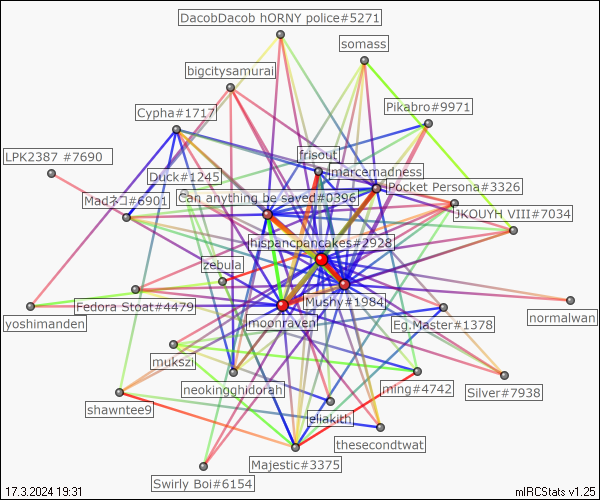 DacobDacob hORNY police#5271
somass
bigcitysamurai
Pikabro#9971
Cypha#1717
frisout
LPK2387 #7690
marcemadness
Duck#1245
Pocket Persona#3326
Madネコ#6901
Can anything be saved#0396
JKOUYH VIII#7034
hispancpancakes#2928
zebula
Fedora Stoat#4479
Mushy#1984
normalwan
yoshimanden
moonraven
Eg.Master#1378
mukszi
neokingghidorah
ming#4742
Silver#7938
shawntee9
eliakith
thesecondtwat
Majestic#3375
Swirly Boi#6154
17.3.2024 19:31
mIRCStats v1.25